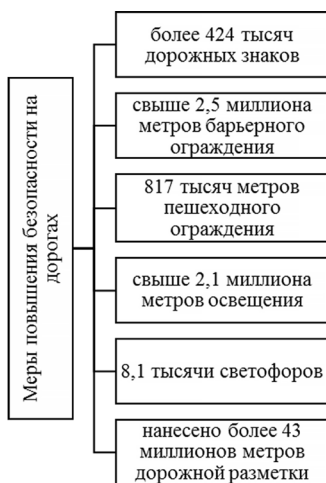 Меры повышения безопасности на
дорогах
более 424 тысяч
дорожных знаков
свыше 2,5 миллиона
метров барьерного
ограждения
817 тысяч метров
пешеходного
ограждения
свыше 2,1 миллиона
метров освещения
8,1 тысячи светофоров
нанесено более 43
миллионов метров
дорожной разметки